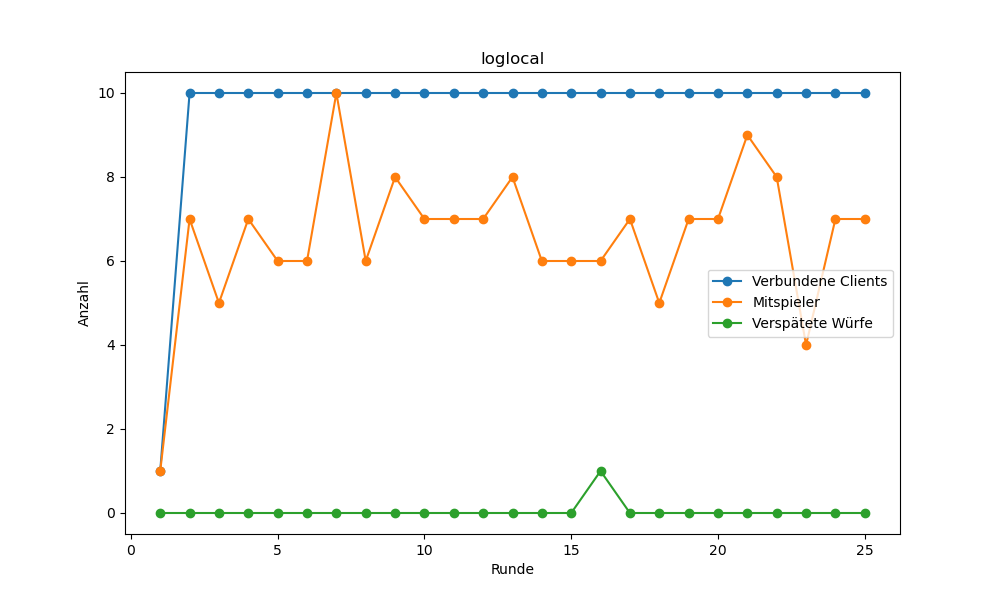 loglocal
Anzahl
10
8
6
4
2
0
Verbundene Clients
Mitspieler
Verspätete Würfe
0 5 10 15 20 25
Runde